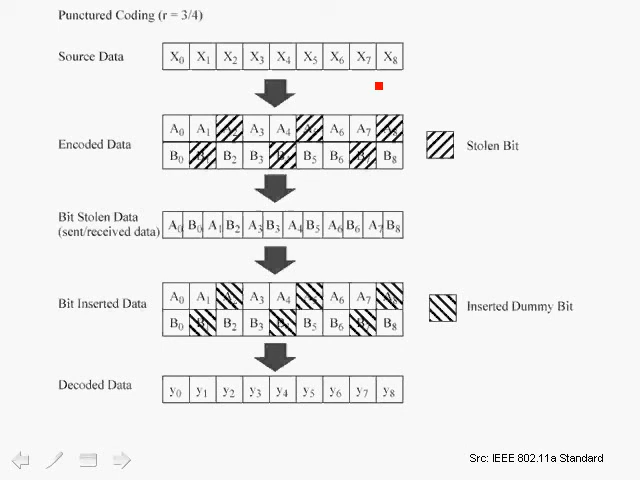 Punctured Coding (r = 3/4)
Source Data X0 X1 X2 X3 X4 X5 X6 X7 X8
Encoded Data
A0 A1 A2 A3 A4 A5 A6 A7 A8
B0 B1 B2 B3 B4 B5 B6 B7 B8
Stolen Bit
Bit Stolen Data
(sent/received data)
A0 B0 A1 B2 A3 B3 A4 B5 A6 B6 A7 B8
Bit Inserted Data
A0 A1 A2 A3 A4 A5 A6 A7 A8
B0 B1 B2 B3 B4 B5 B6 B7 B8
Inserted Dummy Bit
Decoded Data y0 y1 y2 y3 y4 y5 y6 y7 y8
Src: IEEE 802.11a Standard